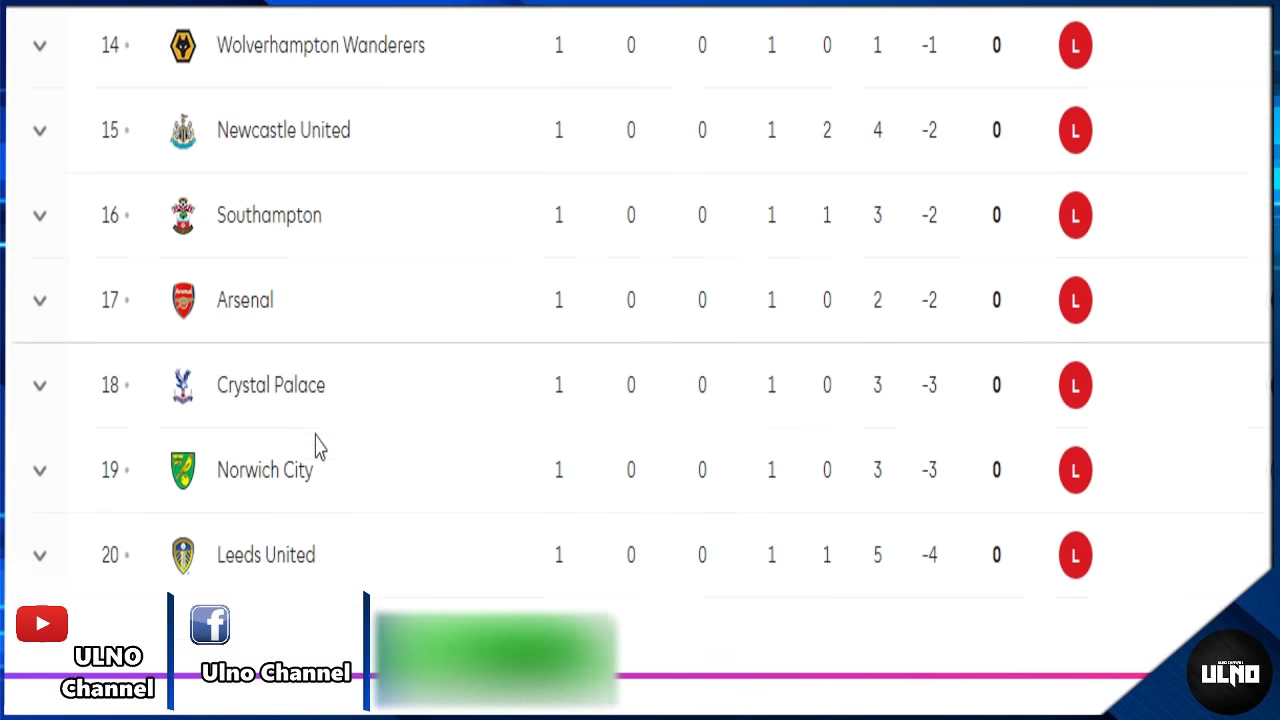 14 Wolverhampton Wanderers 1 0 0 1 0 1 -1 0 L
15 Newcastle United 1 0 0 1 2 4 -2 0 L
16 Southampton 1 0 0 1 1 3 -2 0 L
17 Arsenal 1 0 0 1 0 2 -2 0 L
18 Crystal Palace 1 0 0 1 0 3 -3 0 L
19 Norwich City 1 0 0 1 0 3 -3 0 L
20 Leeds United 1 0 0 1 1 5 -4 0 L
ULNO
Channel
Ulno Channel
ULNO